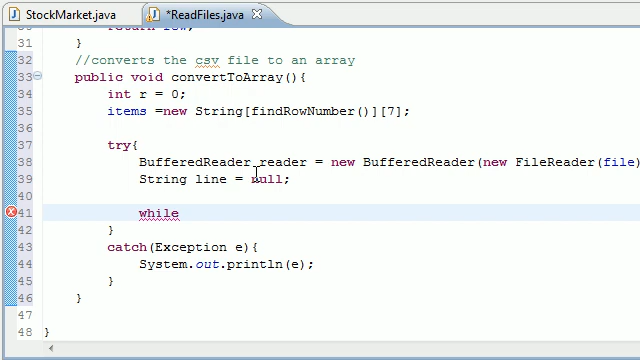 StockMarket.java
*ReadFiles.java
return row;
31 }
32 //converts the csv file to an array
33 public void convertToArray(){
34 int r = 0;
35 items =new String[findRowNumber()][7];
36
37 try{
38 BufferedReader reader = new BufferedReader(new FileReader(file)
39 String line = null;
40
41 while
42 }
43 catch(Exception e){
44 System.out.println(e);
45 }
46 }
47
48 }